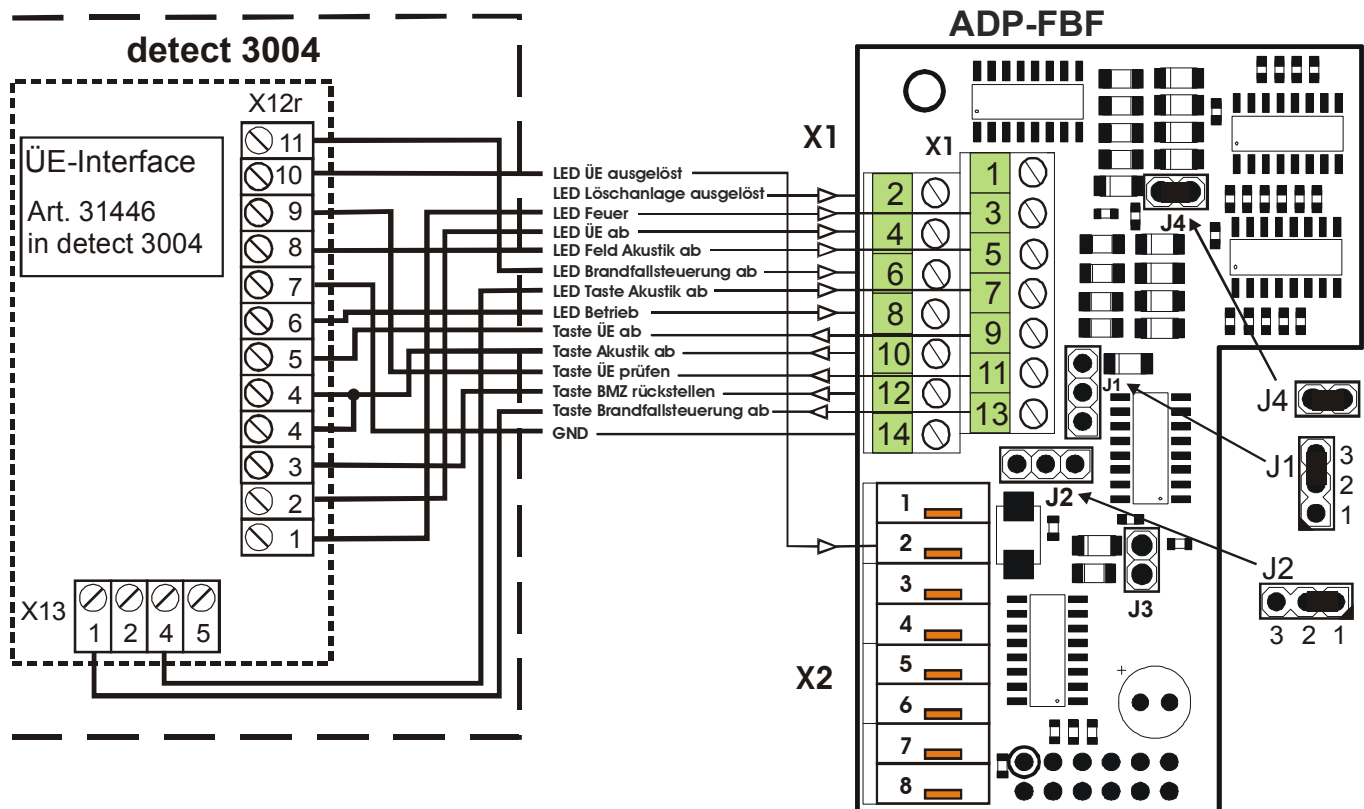 detect 3004
ADP-FBF
X12r
ÜE-Interface
Art. 31446
in detect 3004
11
10
9
8
7
6
5
4
4
3
2
1
X13
1 2 4 5
LED ÜE ausgelöst
LED Löschanlage ausgelöst
LED Feuer
LED ÜE ab
LED Feld Akustik ab
LED Brandfallsteuerung ab
LED Taste Akustik ab
LED Betrieb
Taste ÜE ab
Taste Akustik ab
Taste ÜE prüfen
Taste BMZ rückstellen
Taste Brandfallsteuerung ab
GND
X1
X1
2
4
6
8
10
12
14
1
3
5
7
9
11
13
J4
J1
J2
J3
X2
1
2
3
4
5
6
7
8
+
J4
J1
3
2
1
J2
3 2 1